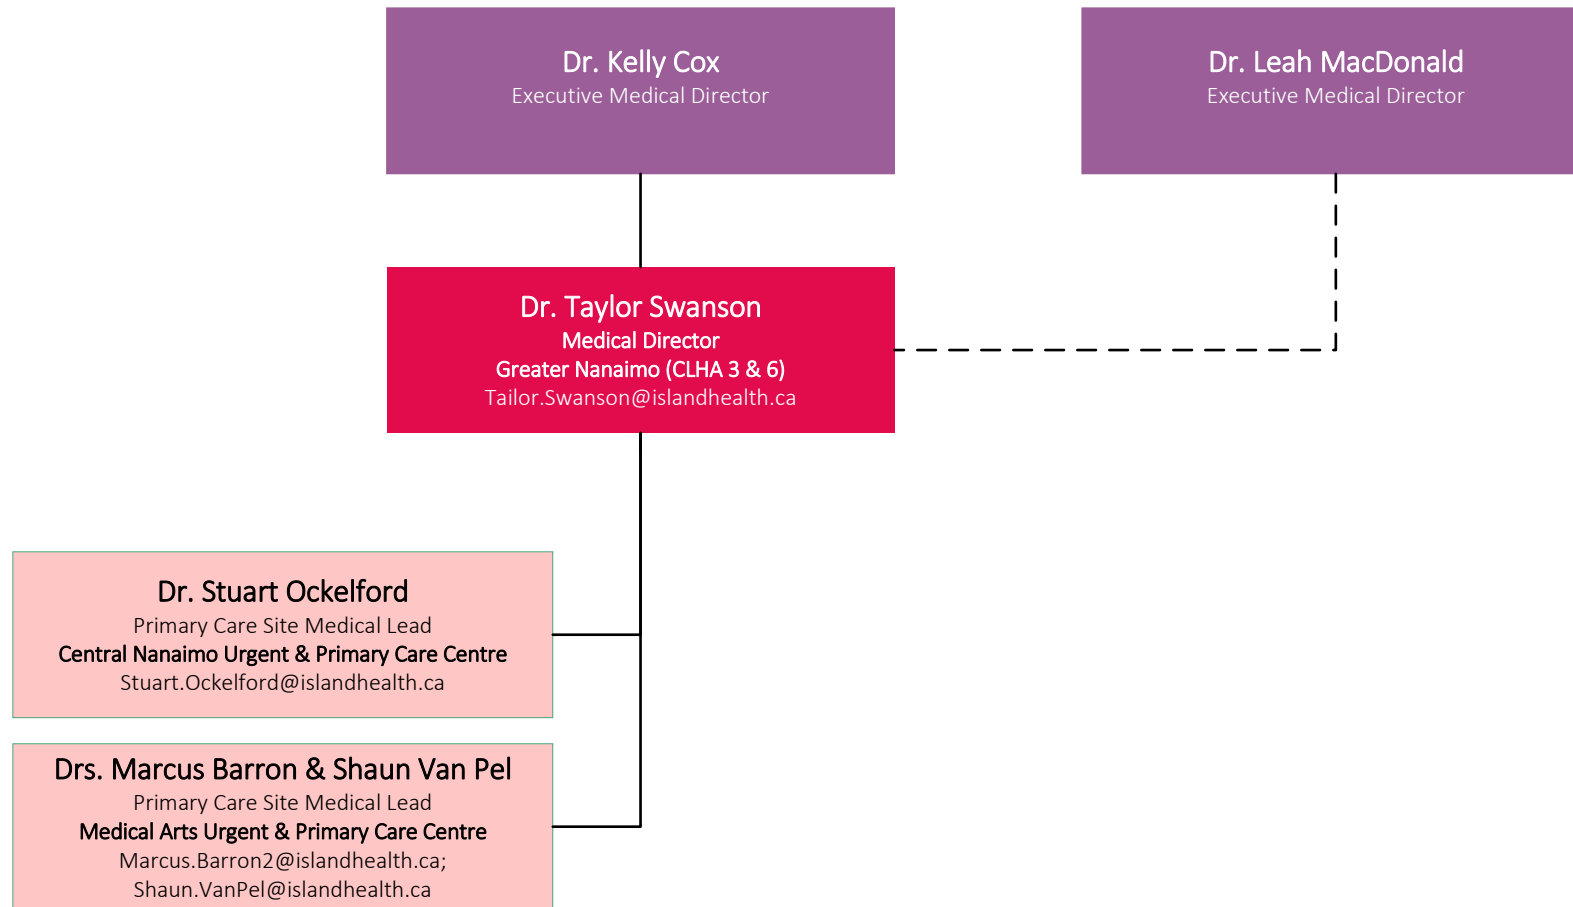 Dr. Kelly Cox
Executive Medical Director
Dr. Leah MacDonald
Executive Medical Director
Dr. Taylor Swanson
Medical Director
Greater Nanaimo (CLHA 3 & 6)
Tailor.Swanson@islandhealth.ca
Dr. Stuart Ockelford
Primary Care Site Medical Lead
Central Nanaimo Urgent & Primary Care Centre
Stuart.Ockelford@islandhealth.ca
Drs. Marcus Barron & Shaun Van Pel
Primary Care Site Medical Lead
Medical Arts Urgent & Primary Care Centre
Marcus.Barron2@islandhealth.ca;
Shaun.VanPel@islandhealth.ca